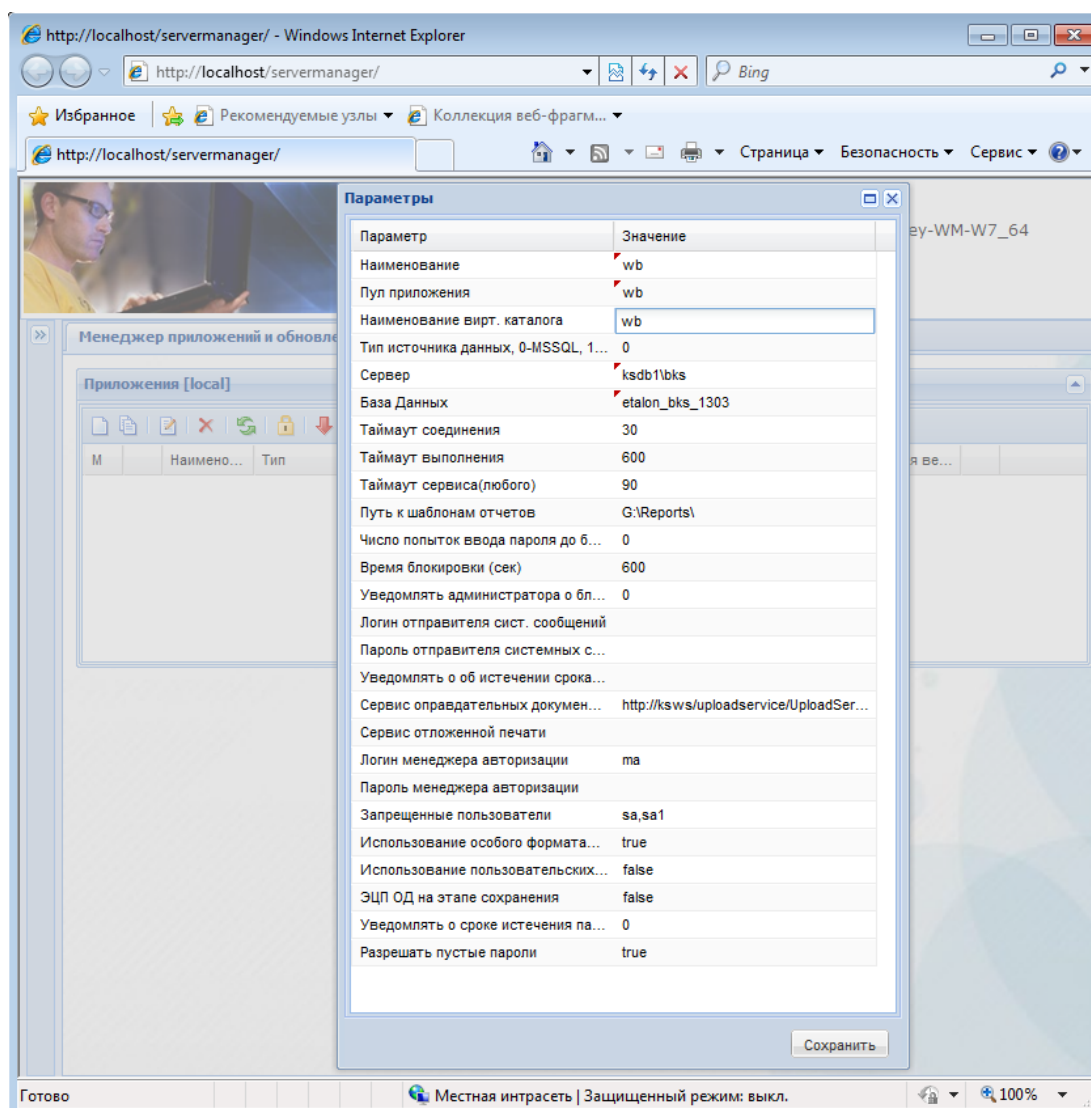 http://localhost/servermanager/ - Windows Internet Explorer
http://localhost/servermanager/
Bing
Избранное Рекомендуемые узлы Коллекция веб-фрагм...
http://localhost/servermanager/ Страница Безопасность Сервис
ey-WM-W7_64
Менеджер приложений и обновле
Приложения [local]
М Наимено... Тип я ве...
Параметры
Параметр Значение
Наименование wb
Пул приложения wb
Наименование вирт. каталога wb
Тип источника данных, 0-MSSQL, 1... 0
Сервер ksdb1\bks
База Данных etalon_bks_1303
Таймаут соединения 30
Таймаут выполнения 600
Таймаут сервиса(любого) 90
Путь к шаблонам отчетов G:\Reports\
Число попыток ввода пароля до б... 0
Время блокировки (сек) 600
Уведомлять администратора о бл... 0
Логин отправителя сист. сообщений
Пароль отправителя системных с...
Уведомлять о об истечении срока...
Сервис оправдательных докумен... http://ksws/uploadservice/UploadSer...
Сервис отложенной печати
Логин менеджера авторизации ma
Пароль менеджера авторизации
Запрещенные пользователи sa,sa1
Использование особого формата... true
Использование пользовательских... false
ЭЦП ОД на этапе сохранения false
Уведомлять о сроке истечения па... 0
Разрешать пустые пароли true
Сохранить
Готово Местная интрасеть | Защищенный режим: выкл. 100%